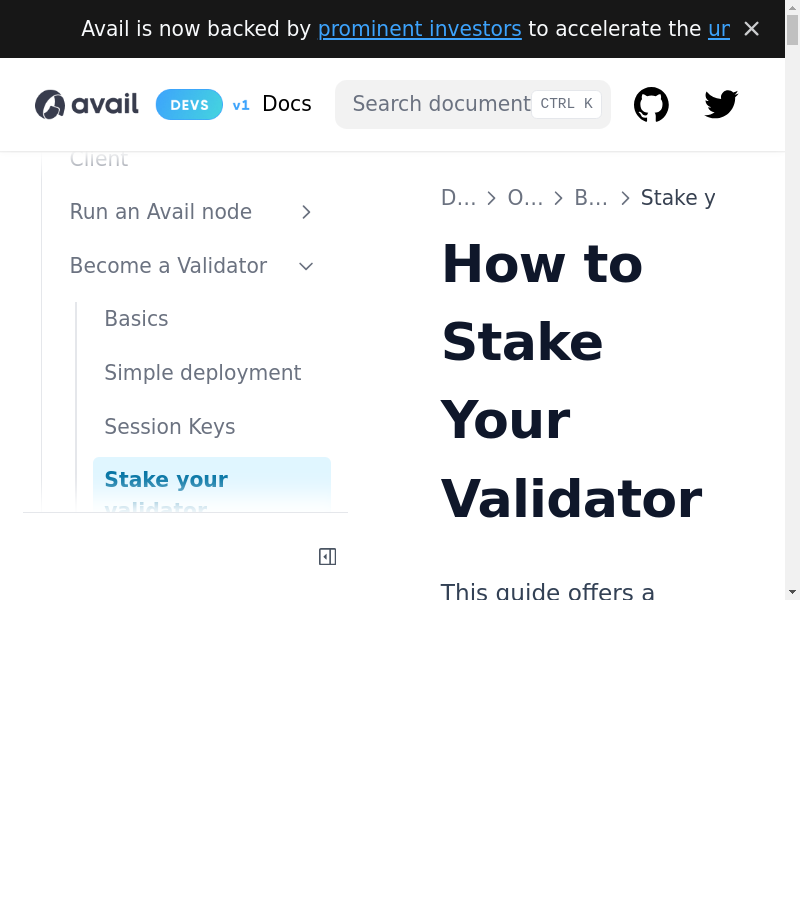 Avail is now backed by prominent investors to accelerate the ur
avail DEVS v1 Docs
Search document CTRL K
Client
Run an Avail node
Become a Validator
Basics
Simple deployment
Session Keys
Stake your
validator
D… O… B… Stake y
How to
Stake
Your
Validator
This guide offers a